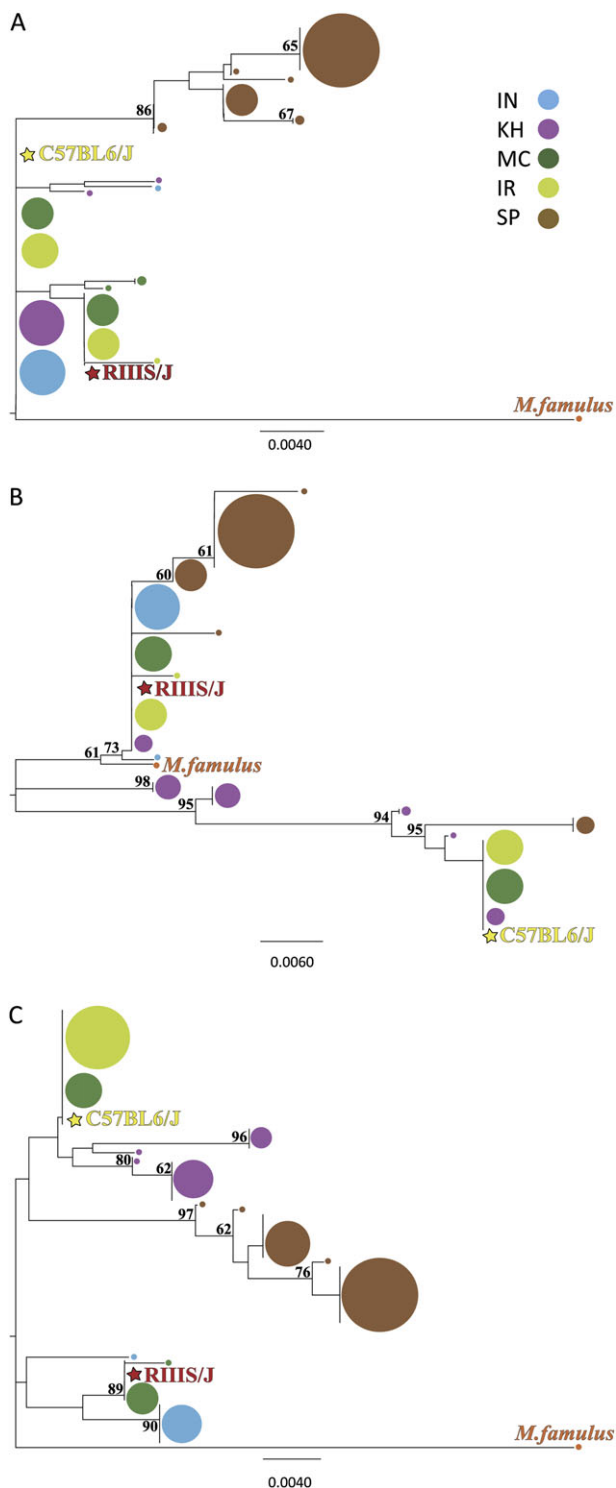 A
65
86
67
C57BL6/J
IN
KH
MC
IR
SP
RIIIS/J
M.famulus
0.0040
B
61
60
RIIIS/J
61 73
M.famulus
98
95
94
95
C57BL6/J
0.0060
C
C57BL6/J
96
80
62
97
62
76
RIIIS/J
89
90
M.famulus
0.0040